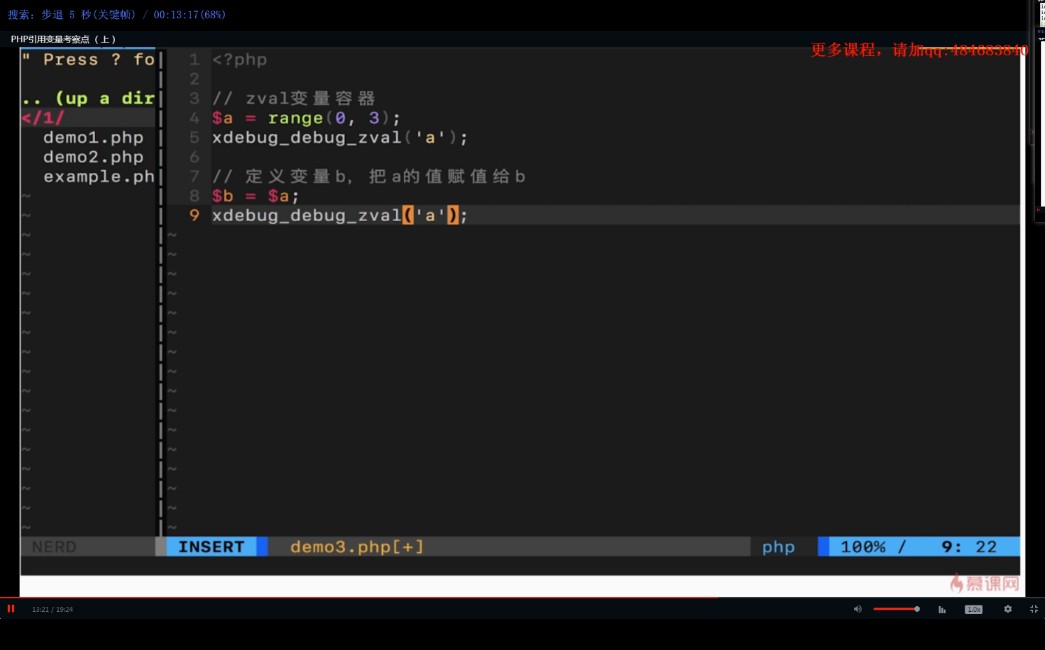 搜索: 步退 5 秒(关键帧) / 00:13:17(68%)
PHP引用变量考察点（上）
更多课程，请加qq:484683840
" Press ? fo
.. (up a dir
</1/
demo1.php
demo2.php
example.ph
1 <?php
2
3 // zval变量容器
4 $a = range(0, 3);
5 xdebug_debug_zval('a');
6
7 // 定义变量b, 把a的值赋值给b
8 $b = $a;
9 xdebug_debug_zval('a');
NERD
INSERT demo3.php[+] php 100% / 9: 22
慕课网
13:21 / 19:24
1.0x